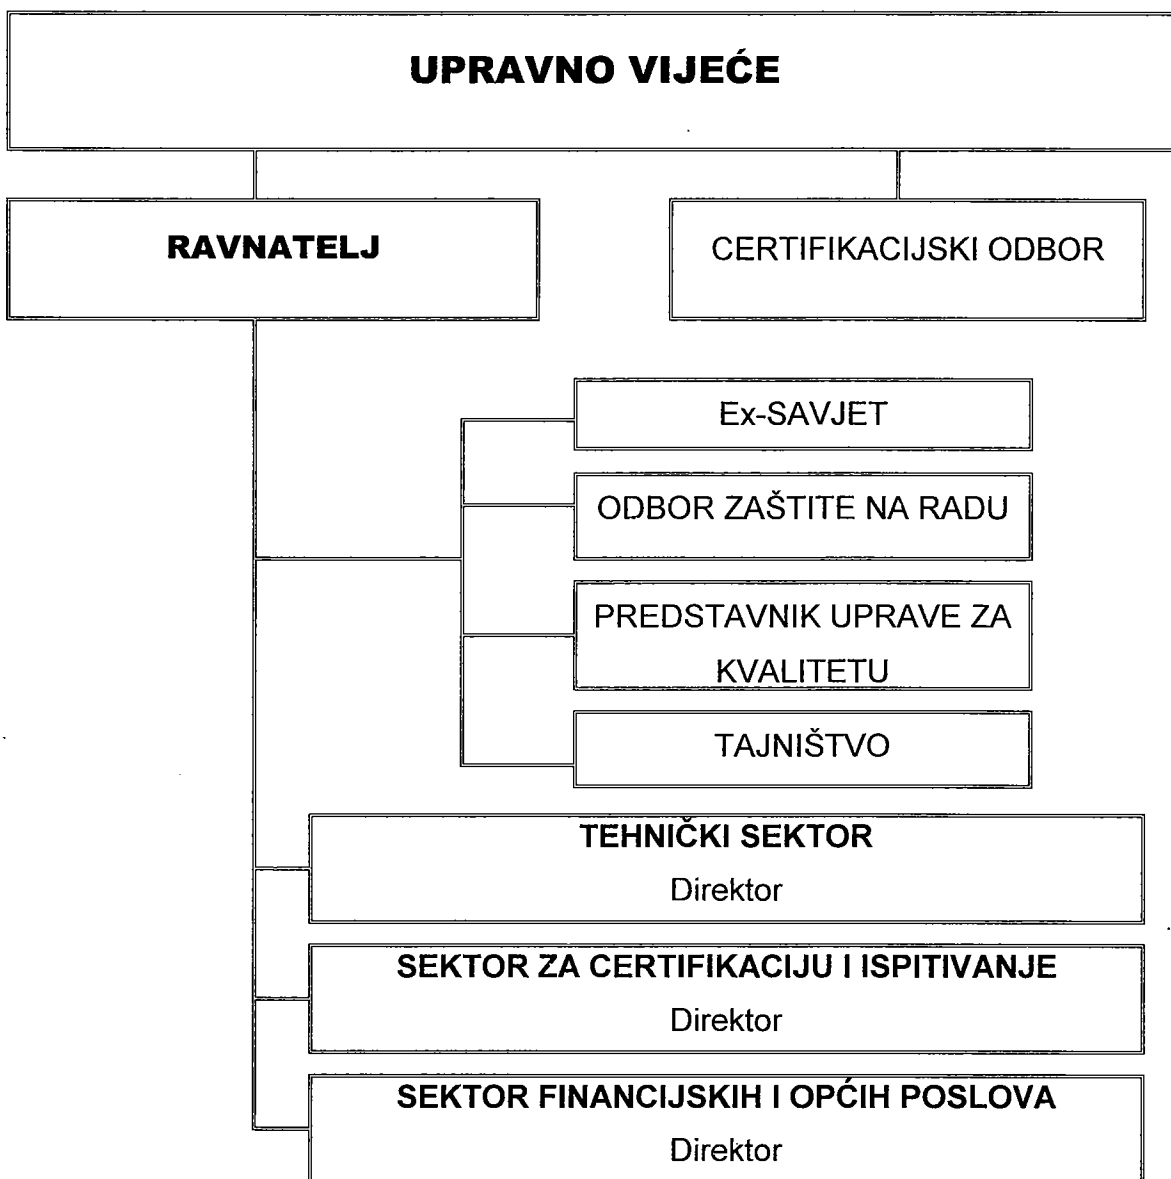 UPRAVNO VIJEĆE
RAVNATELJ
CERTIFIKACIJSKI ODBOR
Ex-SAVJET
ODBOR ZAŠTITE NA RADU
PREDSTAVNIK UPRAVE ZA
KVALITETU
TAJNIŠTVO
TEHNIČKI SEKTOR
Direktor
SEKTOR ZA CERTIFIKACIJU I ISPITIVANJE
Direktor
SEKTOR FINANCIJSKIH I OPĆIH POSLOVA
Direktor